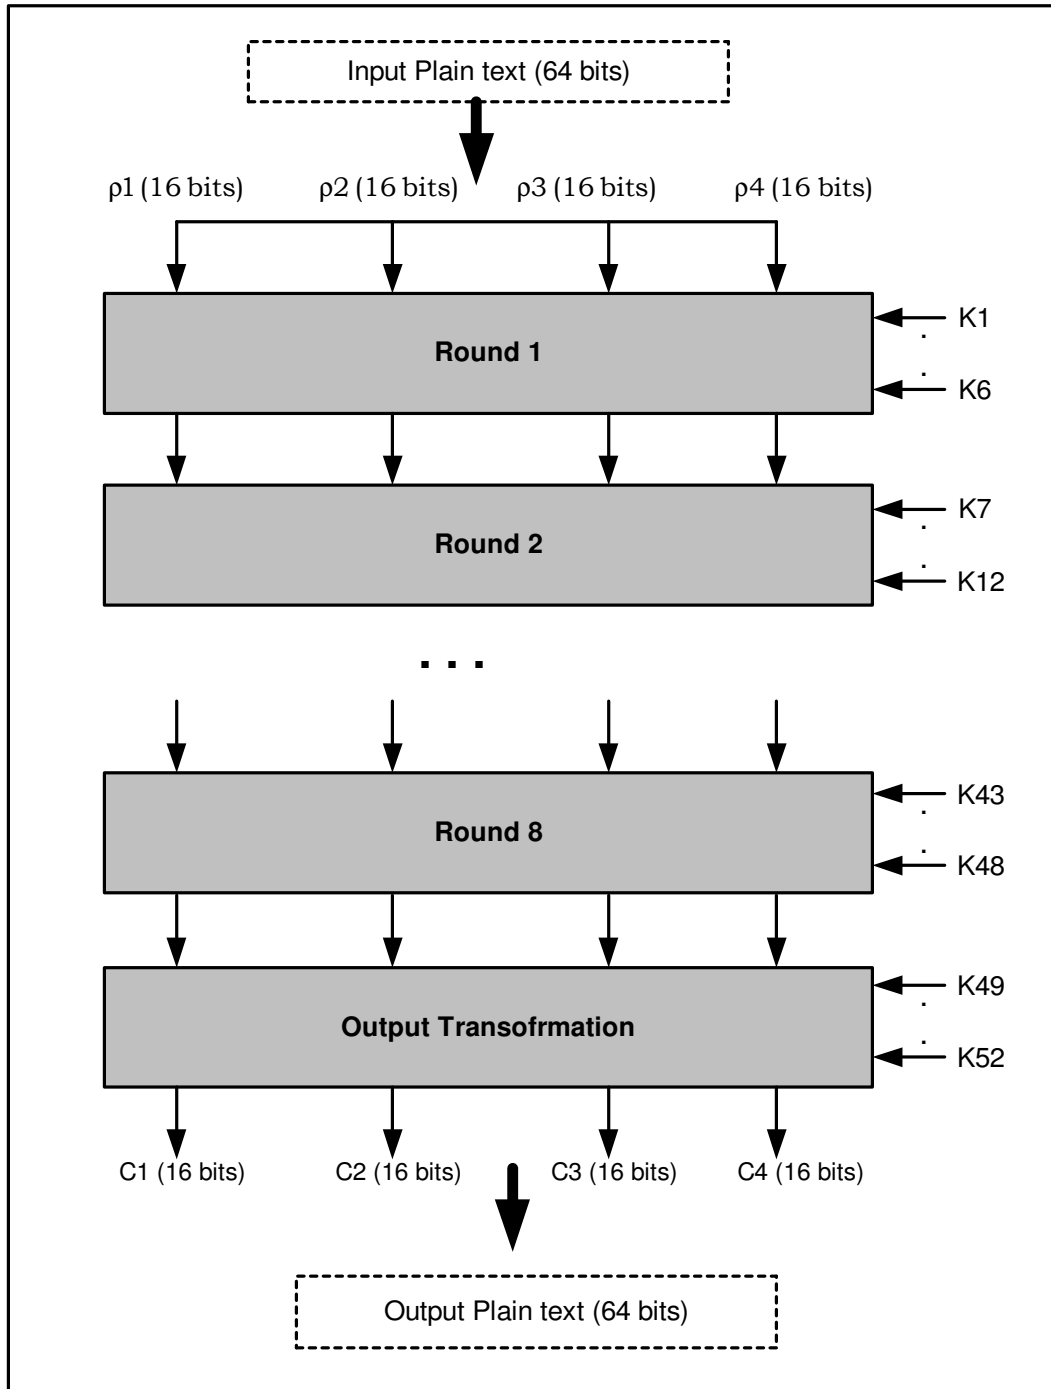 Input Plain text (64 bits)
ρ1 (16 bits) ρ2 (16 bits) ρ3 (16 bits) ρ4 (16 bits)
K1
Round 1
K6
K7
Round 2
K12
. . .
K43
Round 8
K48
K49
Output Transofrmation
K52
C1 (16 bits) C2 (16 bits) C3 (16 bits) C4 (16 bits)
Output Plain text (64 bits)